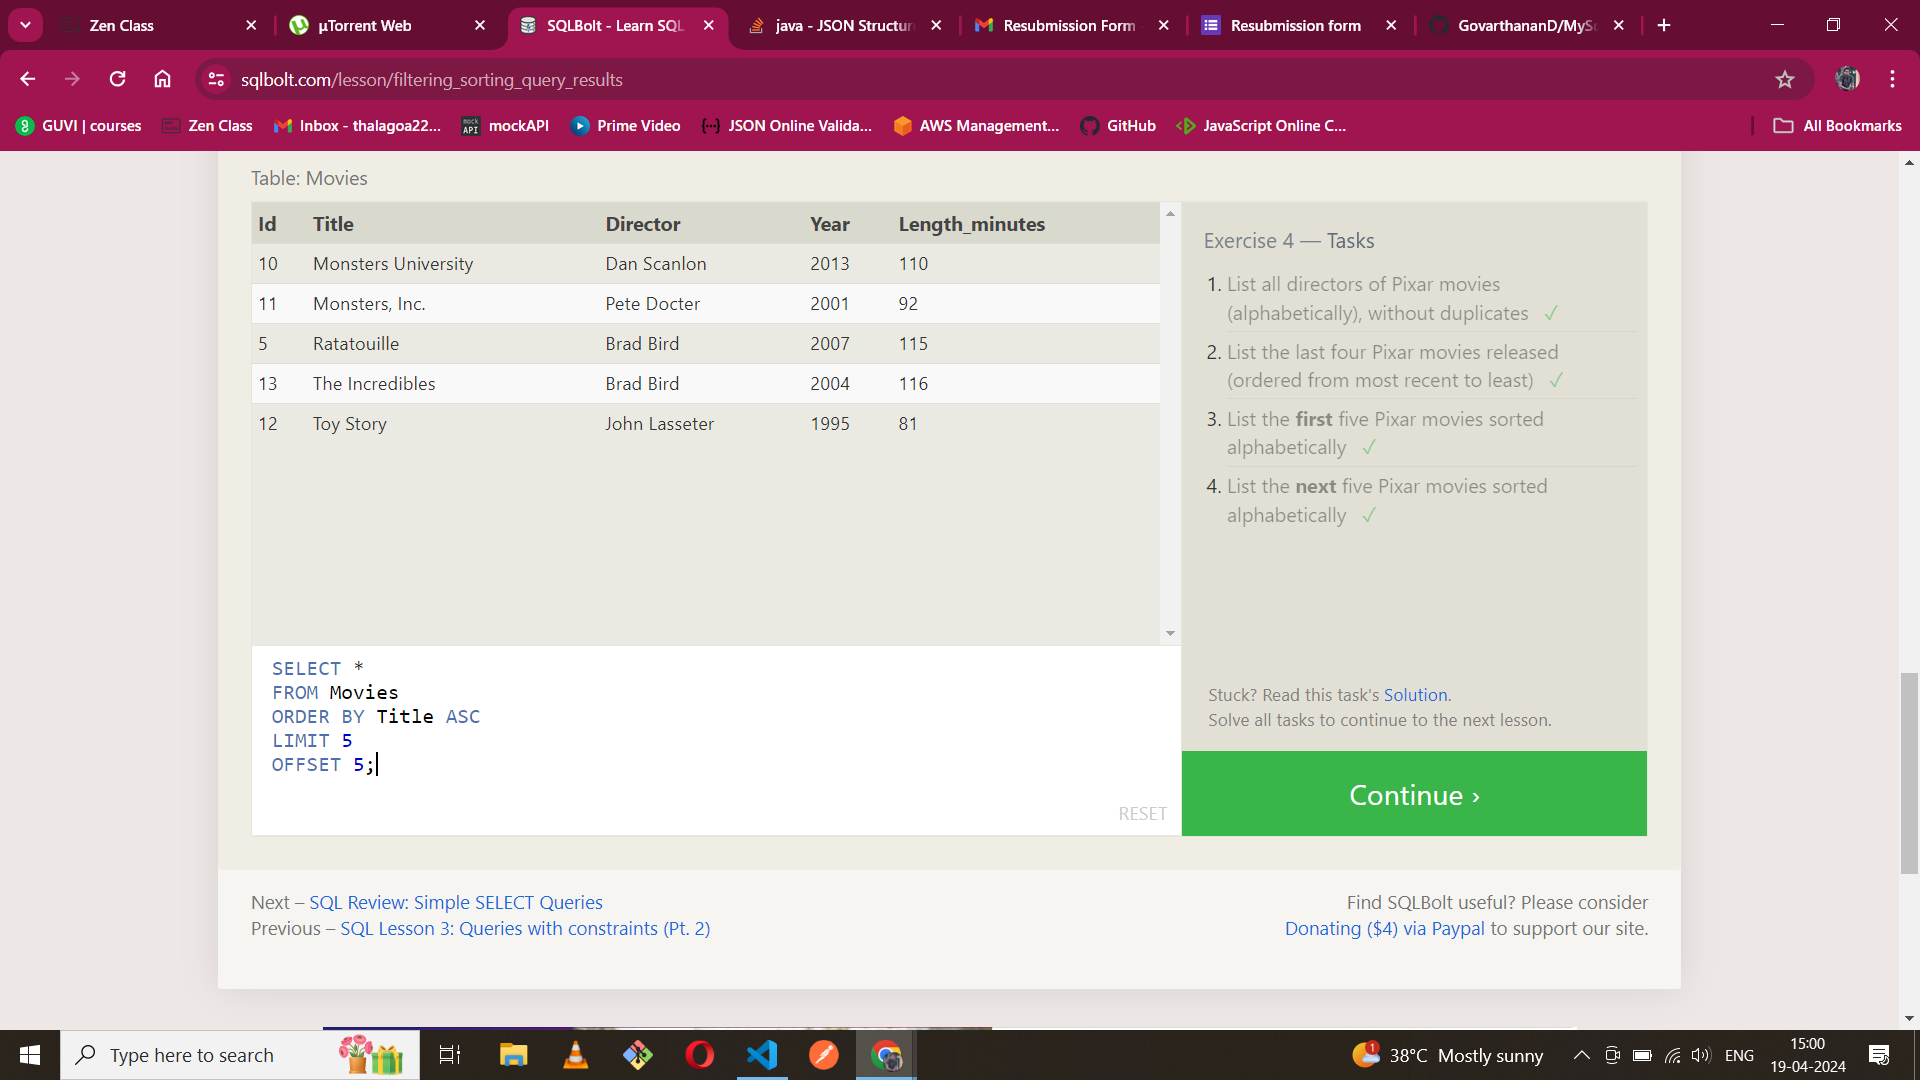 Zen Class
µTorrent Web
SQLBolt - Learn SQL
java - JSON Structur
Resubmission Form
Resubmission form
GovarthananD/MySq
sqlbolt.com/lesson/filtering_sorting_query_results
GUVI | courses
Zen Class
Inbox - thalagoa22...
mock API
mockAPI
Prime Video
JSON Online Valida...
AWS Management...
GitHub
JavaScript Online C...
All Bookmarks
Table: Movies
Id Title Director Year Length_minutes
10 Monsters University Dan Scanlon 2013 110
11 Monsters, Inc. Pete Docter 2001 92
5 Ratatouille Brad Bird 2007 115
13 The Incredibles Brad Bird 2004 116
12 Toy Story John Lasseter 1995 81
SELECT *
FROM Movies
ORDER BY Title ASC
LIMIT 5
OFFSET 5;
RESET
Exercise 4 — Tasks
1. List all directors of Pixar movies
(alphabetically), without duplicates ✓
2. List the last four Pixar movies released
(ordered from most recent to least) ✓
3. List the first five Pixar movies sorted
alphabetically ✓
4. List the next five Pixar movies sorted
alphabetically ✓
Stuck? Read this task's Solution.
Solve all tasks to continue to the next lesson.
Continue ›
Next – SQL Review: Simple SELECT Queries
Previous – SQL Lesson 3: Queries with constraints (Pt. 2)
Find SQLBolt useful? Please consider
Donating ($4) via Paypal to support our site.
Type here to search
1
38°C Mostly sunny
ENG
15:00
19-04-2024